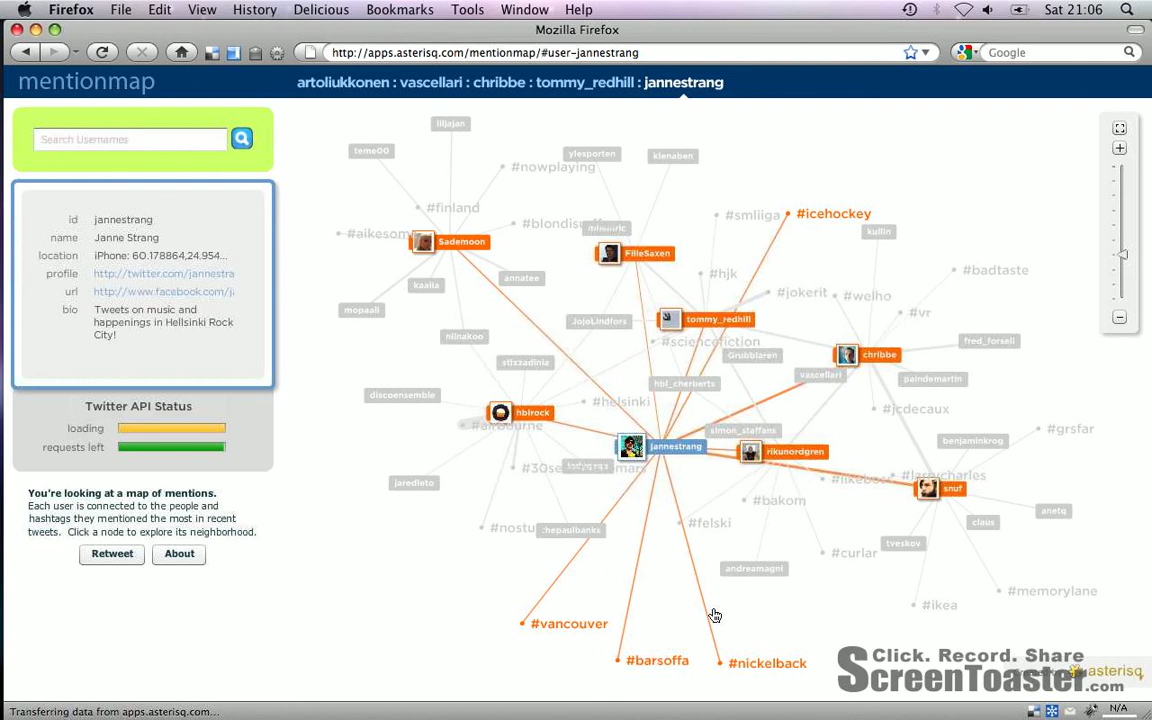 Firefox File Edit View History Delicious Bookmarks Tools Window Help Sat 21:06
Mozilla Firefox
http://apps.asterisq.com/mentionmap/#user-jannestrang
Google
mentionmap
artoliukkonen : vascellari : chribbe : tommy_redhill : jannestrang
Search Usernames
id jannestrang
name Janne Strang
location iPhone: 60.178864,24.954...
profile http://twitter.com/jannestra
url http://www.facebook.com/j
bio Tweets on music and
happenings in Hellsinki Rock
City!
Twitter API Status
loading
requests left
You're looking at a map of mentions.
Each user is connected to the people and
hashtags they mentioned the most in recent
tweets. Click a node to explore its neighborhood.
Retweet
About
liljajan
teme00
ylesporten
klenaben
#nowplaying
#finland
#smliiga
#icehockey
#aikesom
kullin
Sademoon
FilleSaxen
#hjk
#badtaste
annatee
kaalia
#jokerit
#welho
mopaali
JojoLindfors
tommy_redhill
#vr
niinakoo
#sciencefiction
fred_forsell
stixzadinia
Grubblaren
chribbe
vascellari
paindemartin
hbl_cherberts
discoensemble
#helsinki
#jcdecaux
hblrock
simon_staffans
#grsfar
#airbourne
jannestrang
rikunordgren
benjaminkrog
#larrycharles
jaredleto
snuf
#bakom
anetq
#felski
claus
thepaulbanks
tveskov
#curlar
andreamagni
#memorylane
#ikea
#vancouver
#barsoffa
#nickelback
Click. Record. Share
ScreenToaster.com
asterisq
Transferring data from apps.asterisq.com...
N/A